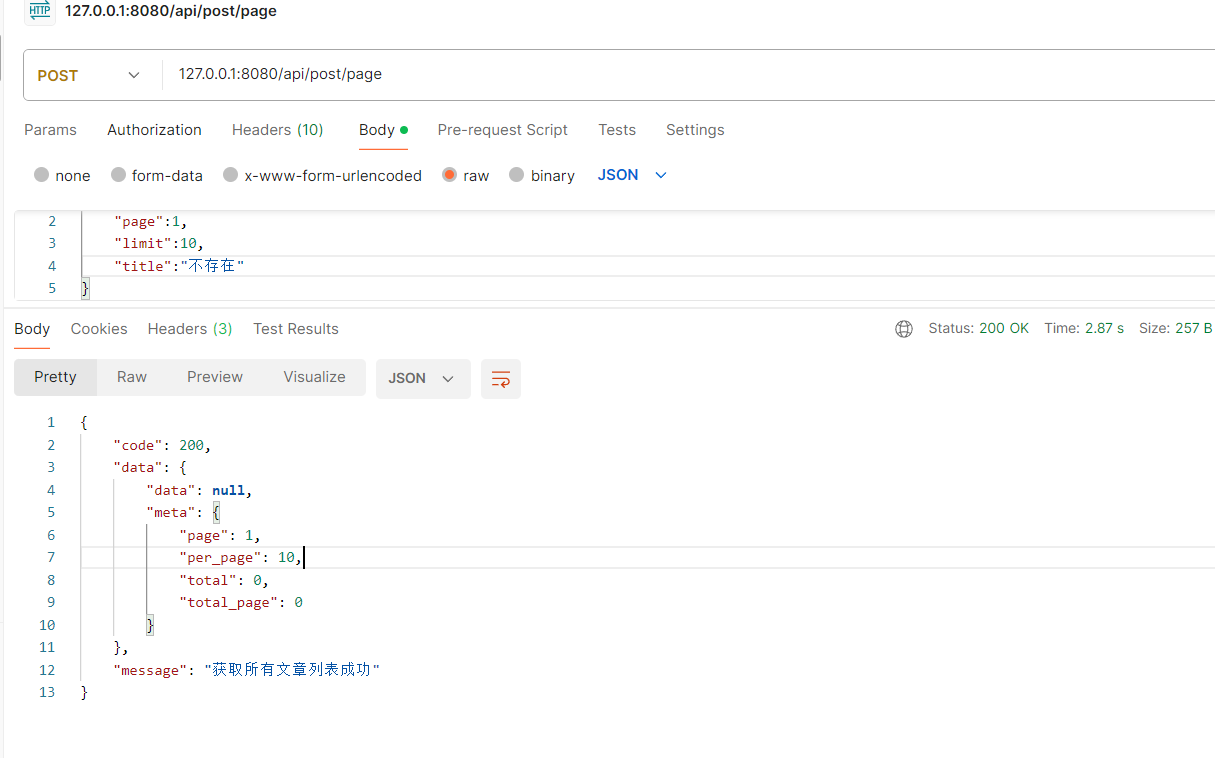 HTTP 127.0.0.1:8080/api/post/page
POST 127.0.0.1:8080/api/post/page
Params Authorization Headers (10) Body Pre-request Script Tests Settings
none form-data x-www-form-urlencoded raw binary JSON
2 "page":1,
3 "limit":10,
4 "title":"不存在"
5 }
Body Cookies Headers (3) Test Results Status: 200 OK Time: 2.87 s Size: 257 B
Pretty Raw Preview Visualize JSON
1 {
2 "code": 200,
3 "data": {
4 "data": null,
5 "meta": {
6 "page": 1,
7 "per_page": 10,
8 "total": 0,
9 "total_page": 0
10 }
11 },
12 "message": "获取所有文章列表成功"
13 }